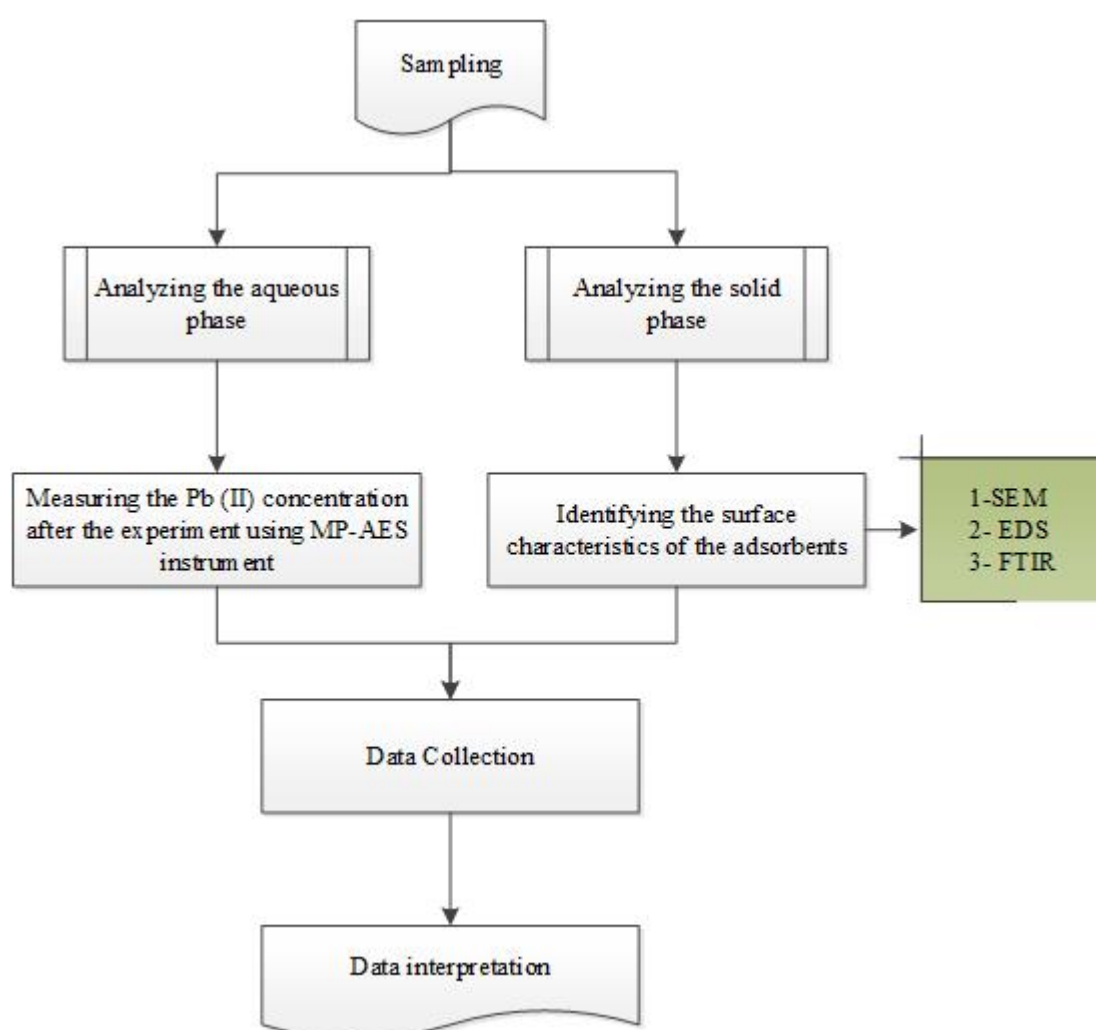 Sampling
Analyzing the aqueous
phase
Analyzing the solid
phase
Measuring the Pb (II) concentration
after the experiment using MP-AES
instrument
Identifying the surface
characteristics of the adsorbents
1-SEM
2- EDS
3- FTIR
Data Collection
Data interpretation